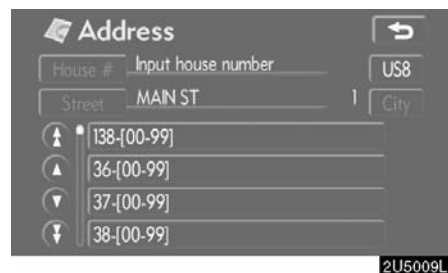 Address
House # Input house number US8
Street MAIN ST 1 City
138-[00-99]
36-[00-99]
37-[00-99]
38-[00-99]
2U5009L